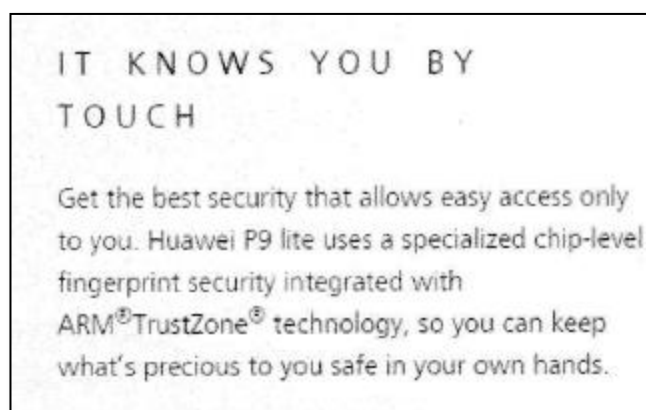 IT KNOWS YOU BY
TOUCH
Get the best security that allows easy access only
to you. Huawei P9 lite uses a specialized chip-level
fingerprint security integrated with
ARM®TrustZone® technology, so you can keep
what's precious to you safe in your own hands.